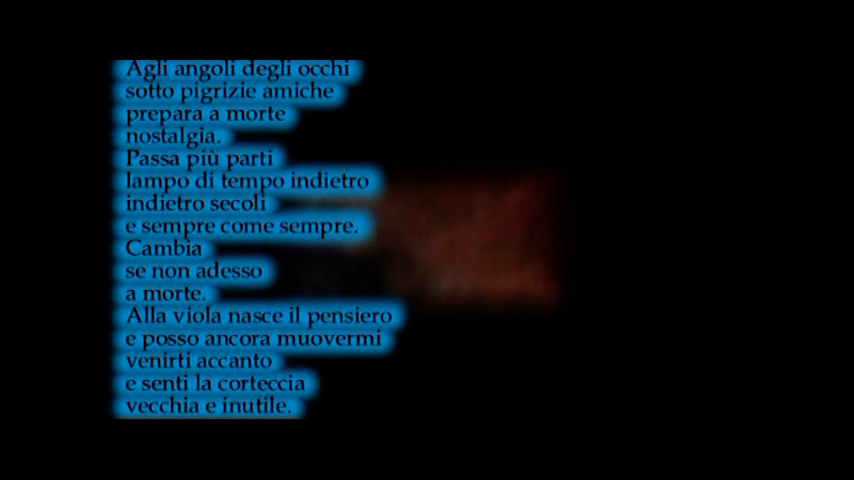 Agli angoli degli occhi
sotto pigrizie amiche
prepara a morte
nostalgia.
Passa più parti
lampo di tempo indietro
indietro secoli
e sempre come sempre.
Cambia
se non adesso
a morte.
Alla viola nasce il pensiero
e posso ancora muovermi
venirti accanto
e senti la corteccia
vecchia e inutile.